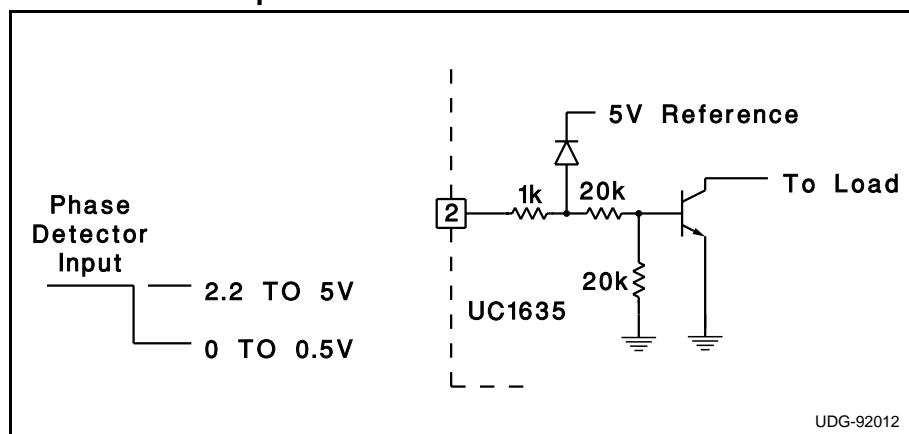 5V Reference
1k
20k
To Load
2
Phase
Detector
Input
20k
2.2 TO 5V
UC1635
0 TO 0.5V
UDG-92012